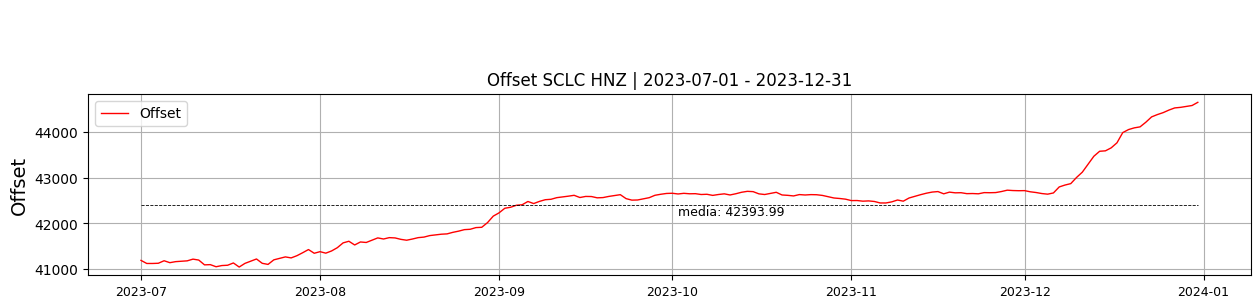 Offset SCLC HNZ | 2023-07-01 - 2023-12-31
Offset
Offset
44000
43000
42000
41000
media: 42393.99
2023-07
2023-08
2023-09
2023-10
2023-11
2023-12
2024-01